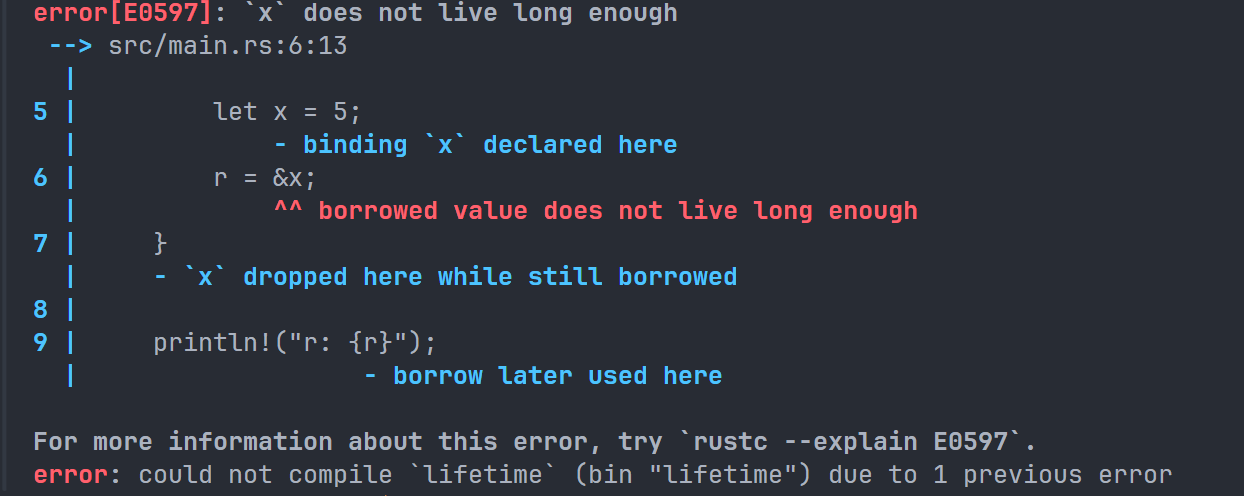 error[E0597]: `x` does not live long enough
 --> src/main.rs:6:13
  |
5 |         let x = 5;
  |             - binding `x` declared here
6 |         r = &x;
  |             ^^ borrowed value does not live long enough
7 |     }
  |     - `x` dropped here while still borrowed
8 |
9 |     println!("r: {r}");
  |                   - borrow later used here

For more information about this error, try `rustc --explain E0597`.
error: could not compile `lifetime` (bin "lifetime") due to 1 previous error